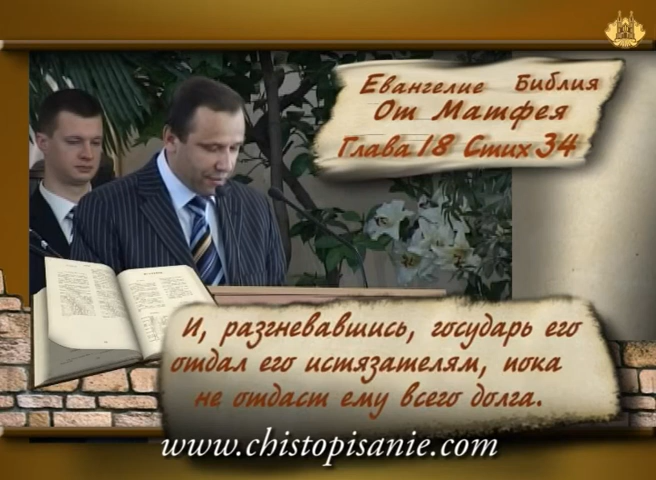 Евангелие Библия
От Матфея
Глава 18 Стих 34
И, разгневавшись, государь его
отдал его истязателям, пока
не отдаст ему всего долга.
www.chistopisanie.com